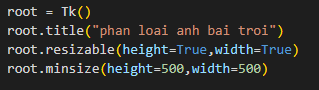 root = Tk()
root.title("phan loai anh bai troi")
root.resizable(height=True,width=True)
root.minsize(height=500,width=500)